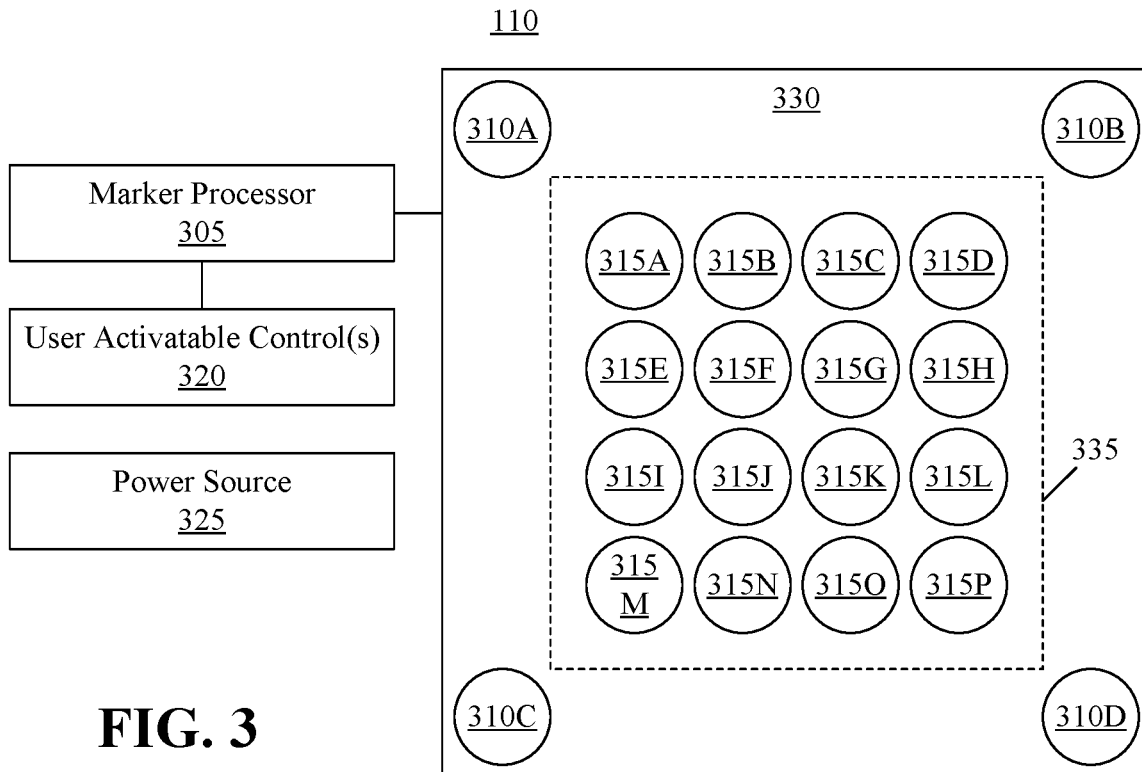 110
330
310A
310B
Marker Processor
305
User Activatable Control(s)
320
Power Source
325
315A 315B 315C 315D
315E 315F 315G 315H
315I 315J 315K 315L
315
M
315N 315O 315P
335
310C
310D
FIG. 3